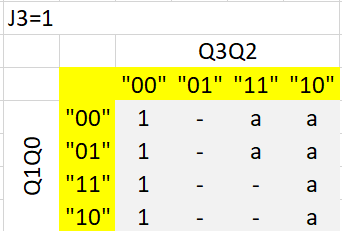 J3=1
Q3Q2
"00" "01" "11" "10"
"00" 1 - a a
"01" 1 - a a
"11" 1 - - a
"10" 1 - - a
Q1Q0